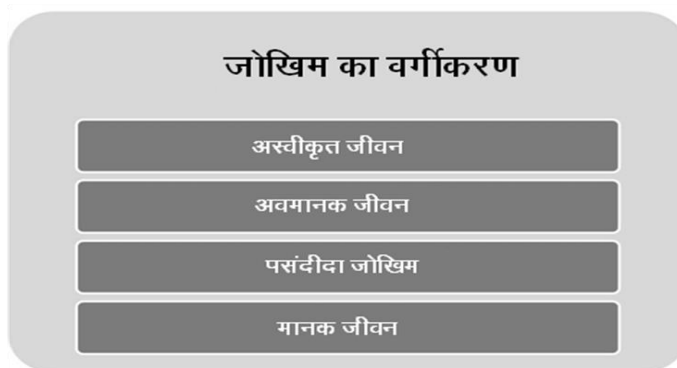 जोखिम का वर्गीकरण
अस्वीकृत जीवन
अवमानक जीवन
पसंदीदा जोखिम
मानक जीवन